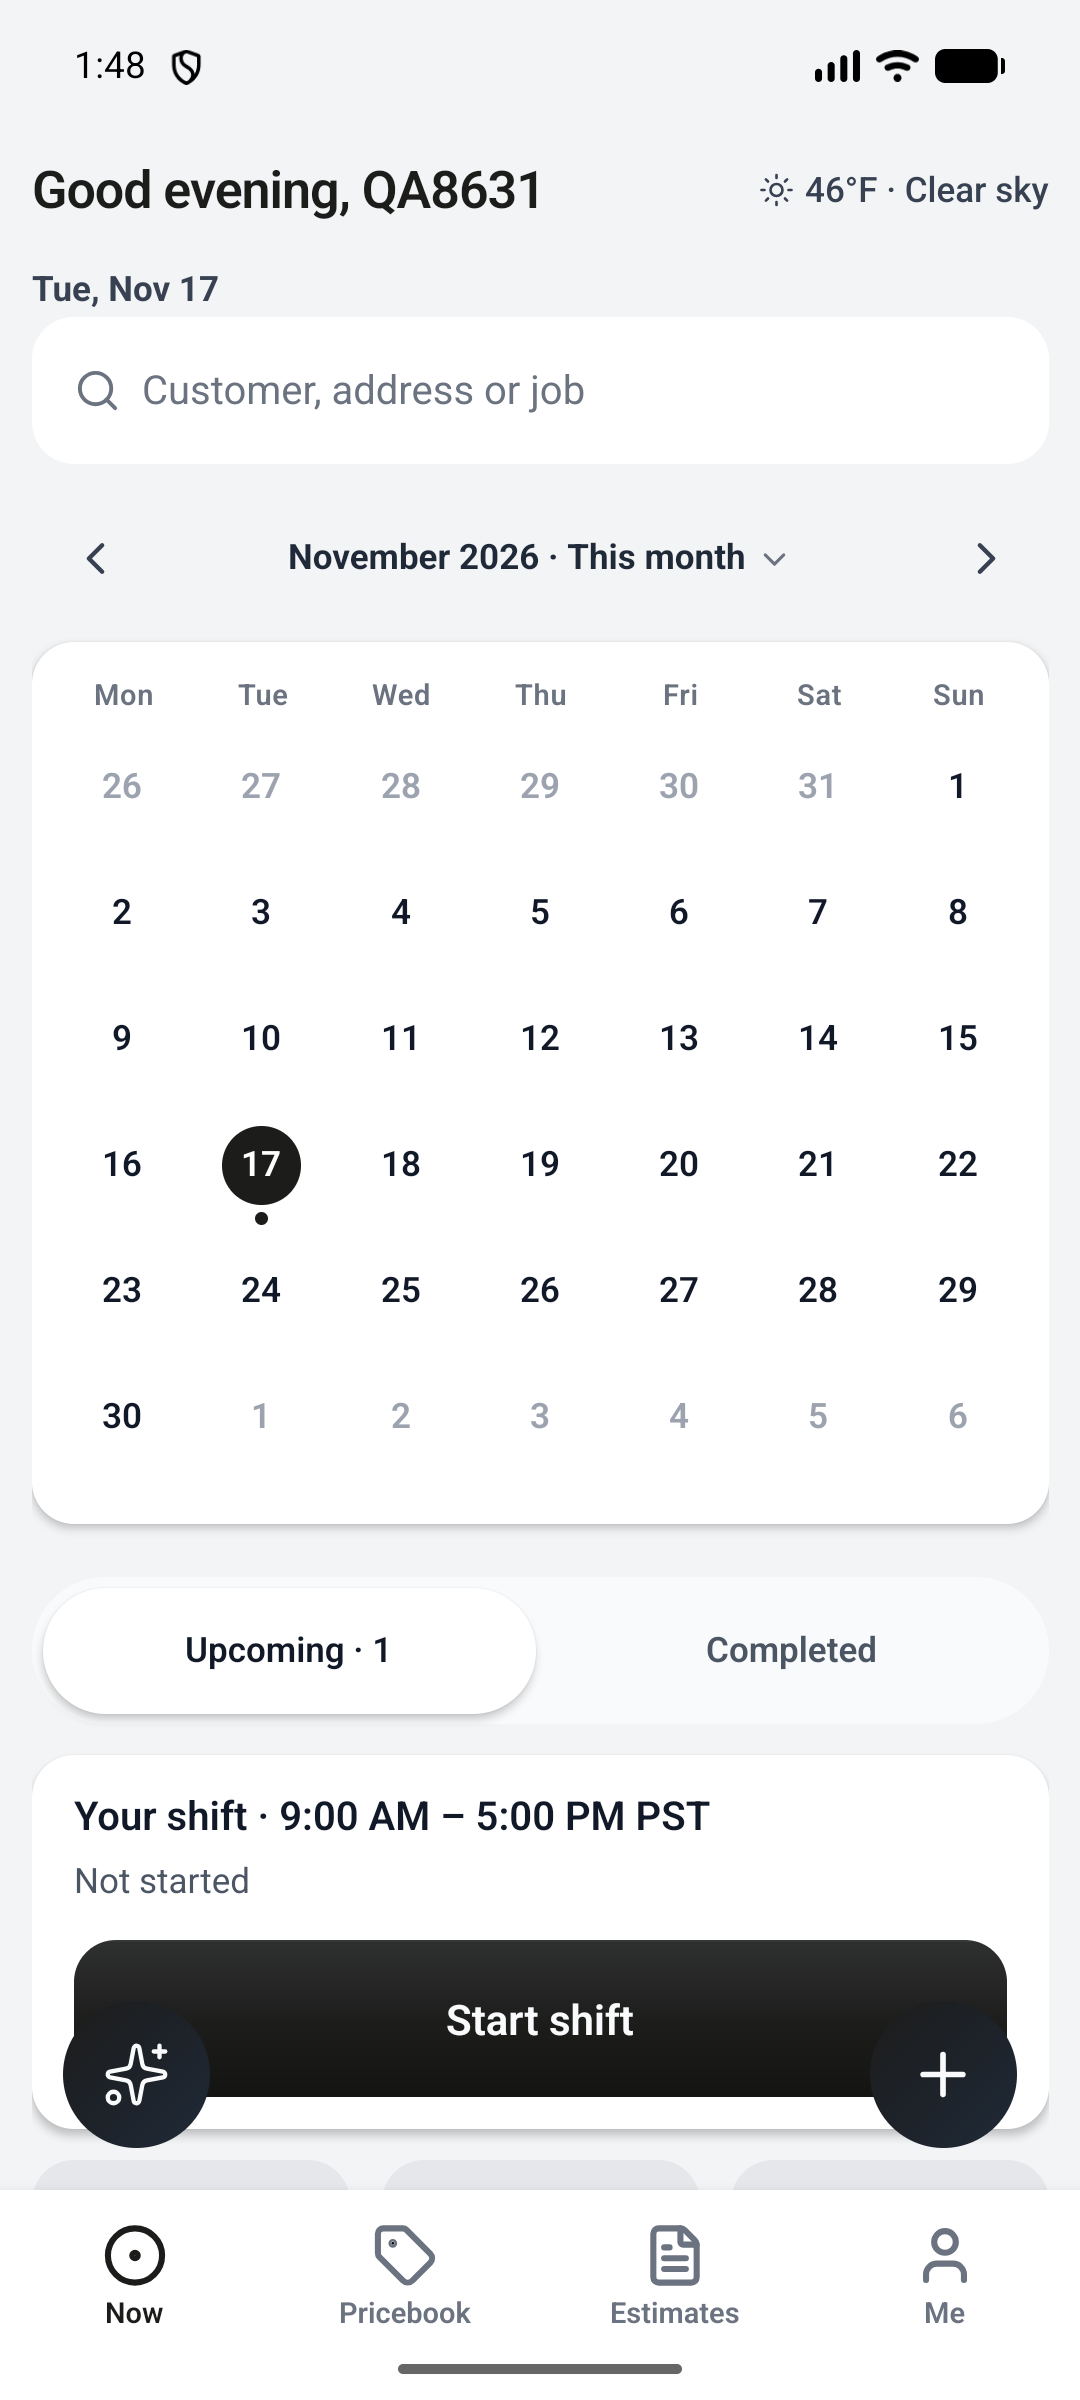 1:48
Good evening, QA8631
46°F · Clear sky
Tue, Nov 17
Customer, address or job
November 2026 · This month
Mon Tue Wed Thu Fri Sat Sun
26 27 28 29 30 31 1
2 3 4 5 6 7 8
9 10 11 12 13 14 15
16 17 18 19 20 21 22
23 24 25 26 27 28 29
30 1 2 3 4 5 6
Upcoming · 1
Completed
Your shift · 9:00 AM – 5:00 PM PST
Not started
Start shift
Now
Pricebook
Estimates
Me